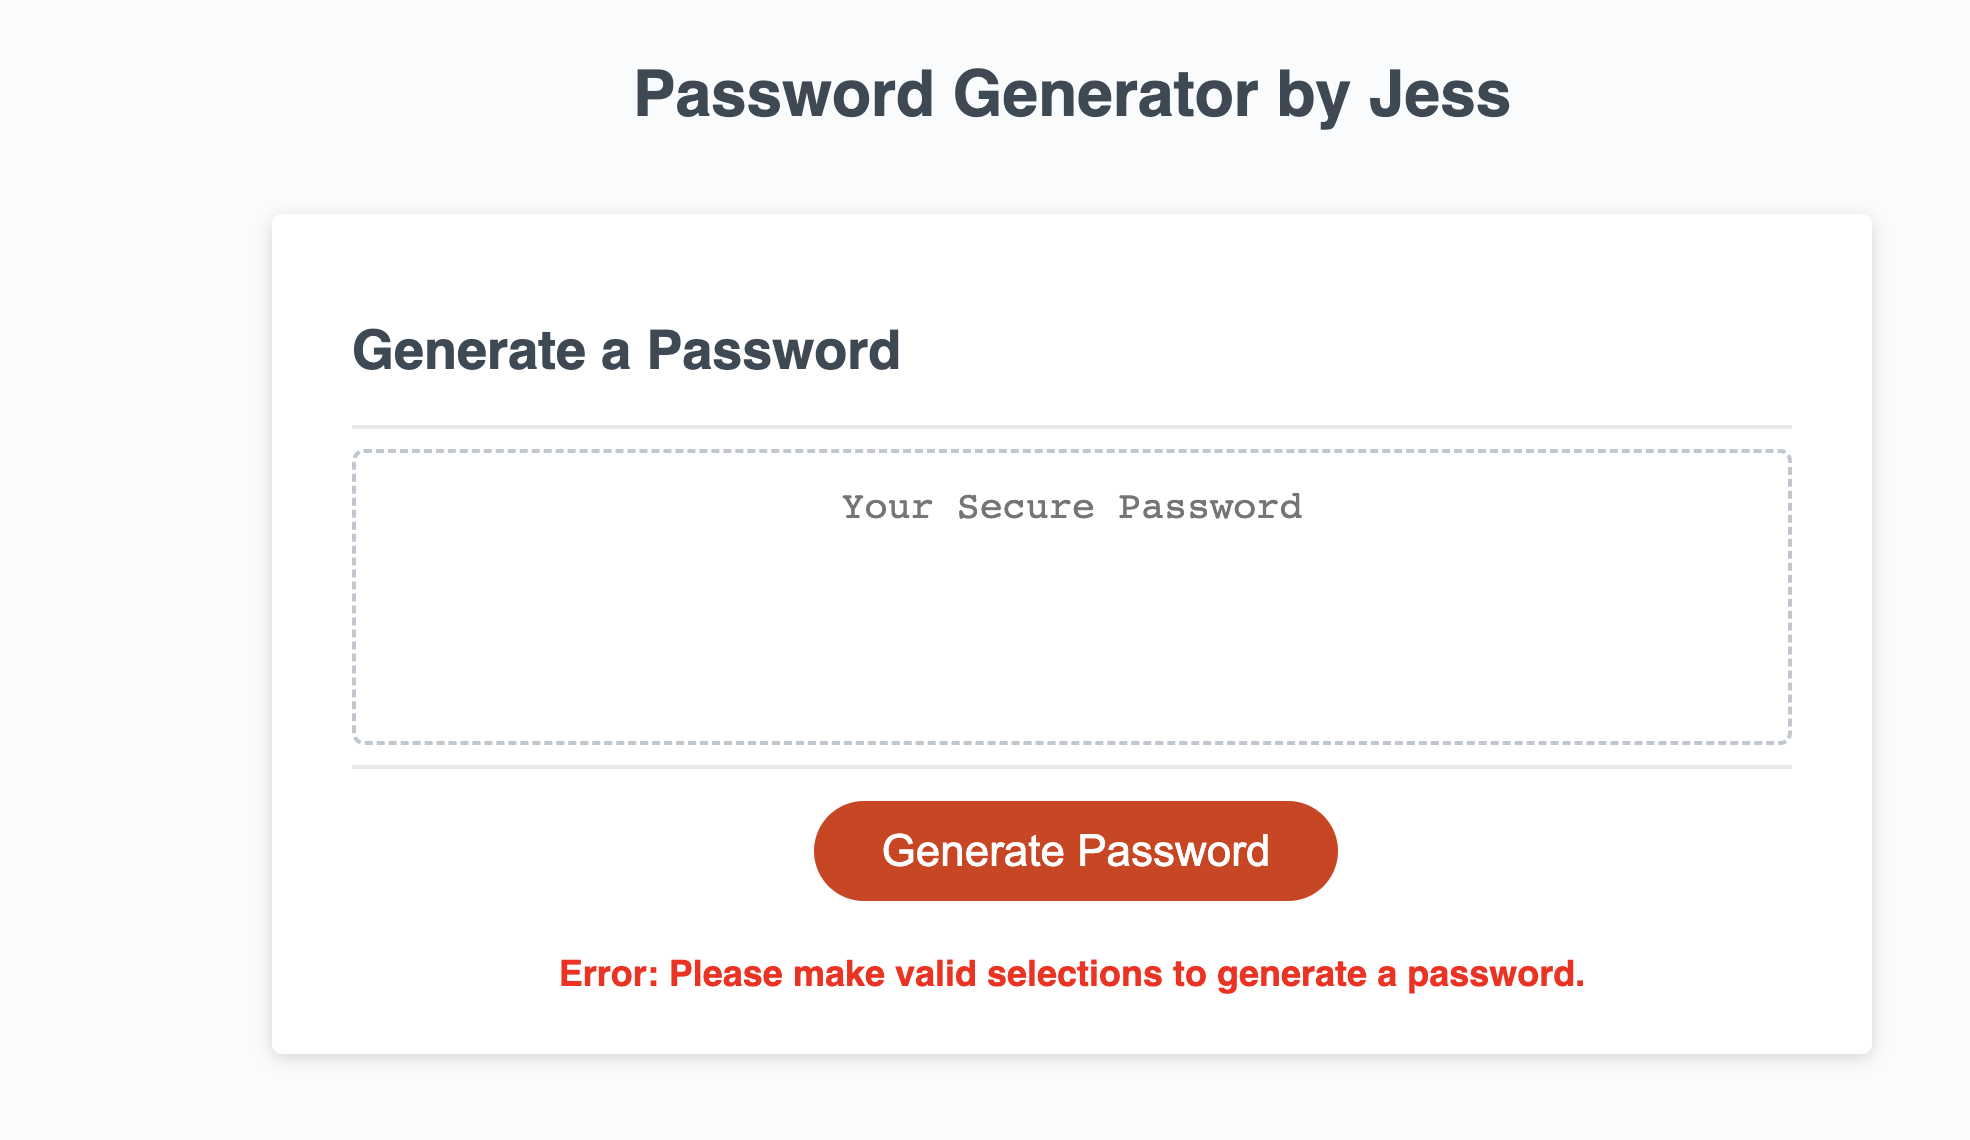 Password Generator by Jess
Generate a Password
Your Secure Password
Generate Password
Error: Please make valid selections to generate a password.